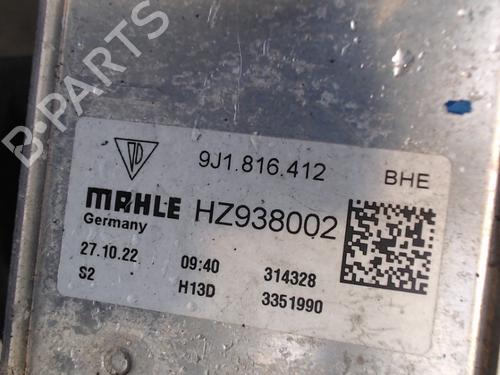 B-PARTS
9J1.816.412 BHE
MAHLE HZ938002
Germany
27.10.22 09:40 314328
S2 H13D 3351990